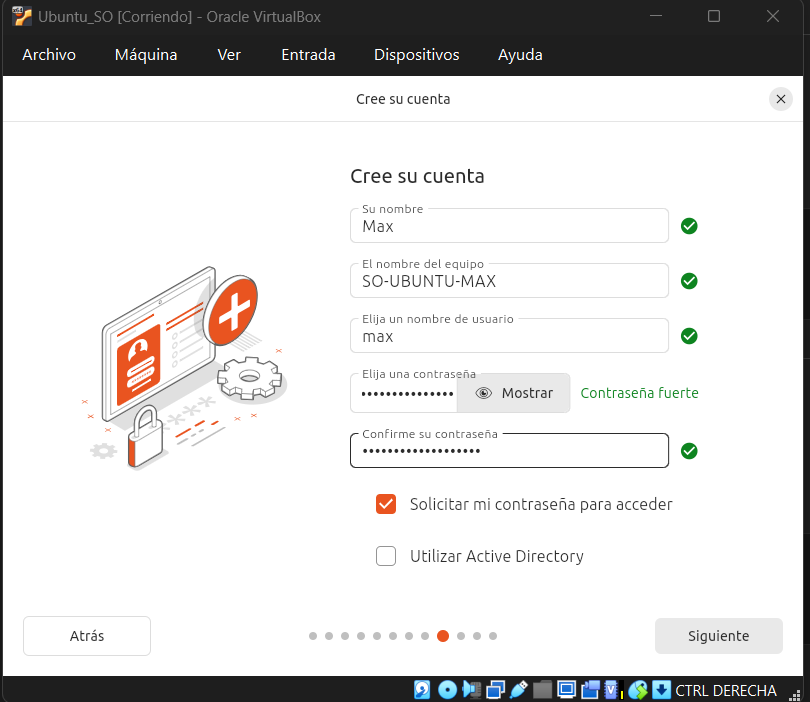 Ubuntu_SO [Corriendo] - Oracle VirtualBox
Archivo Máquina Ver Entrada Dispositivos Ayuda
Cree su cuenta
Cree su cuenta
Su nombre
Max
El nombre del equipo
SO-UBUNTU-MAX
Elija un nombre de usuario
max
Elija una contraseña
••••••••••••••• Mostrar Contraseña fuerte
Confirme su contraseña
•••••••••••••••••••
Solicitar mi contraseña para acceder
Utilizar Active Directory
Atrás Siguiente
CTRL DERECHA